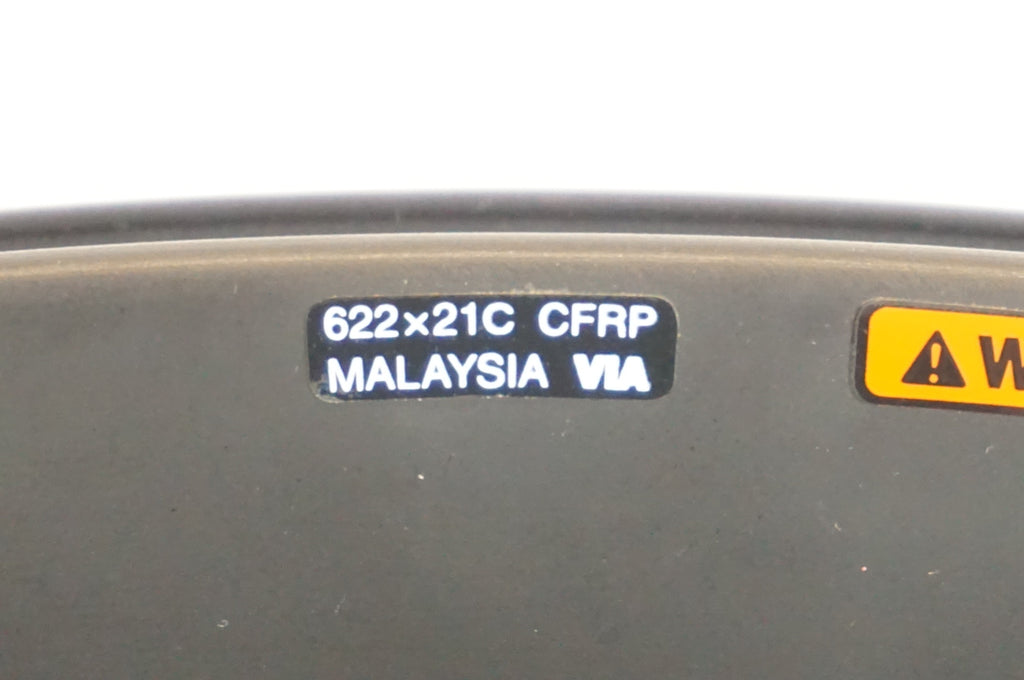 622×21C CFRP
MALAYSIA VIA
W